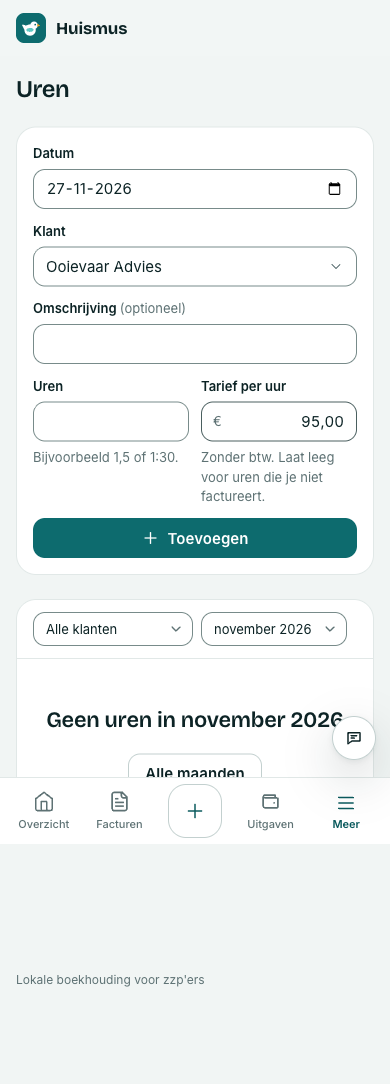 Huismus
Uren
Datum
27-11-2026
Klant
Ooievaar Advies
Omschrijving (optioneel)
Uren
Tarief per uur
€ 95,00
Bijvoorbeeld 1,5 of 1:30.
Zonder btw. Laat leeg
voor uren die je niet
factureert.
Toevoegen
Alle klanten
november 2026
Geen uren in november 2026
Alle maanden
Overzicht
Facturen
Uitgaven
Meer
Lokale boekhouding voor zzp'ers